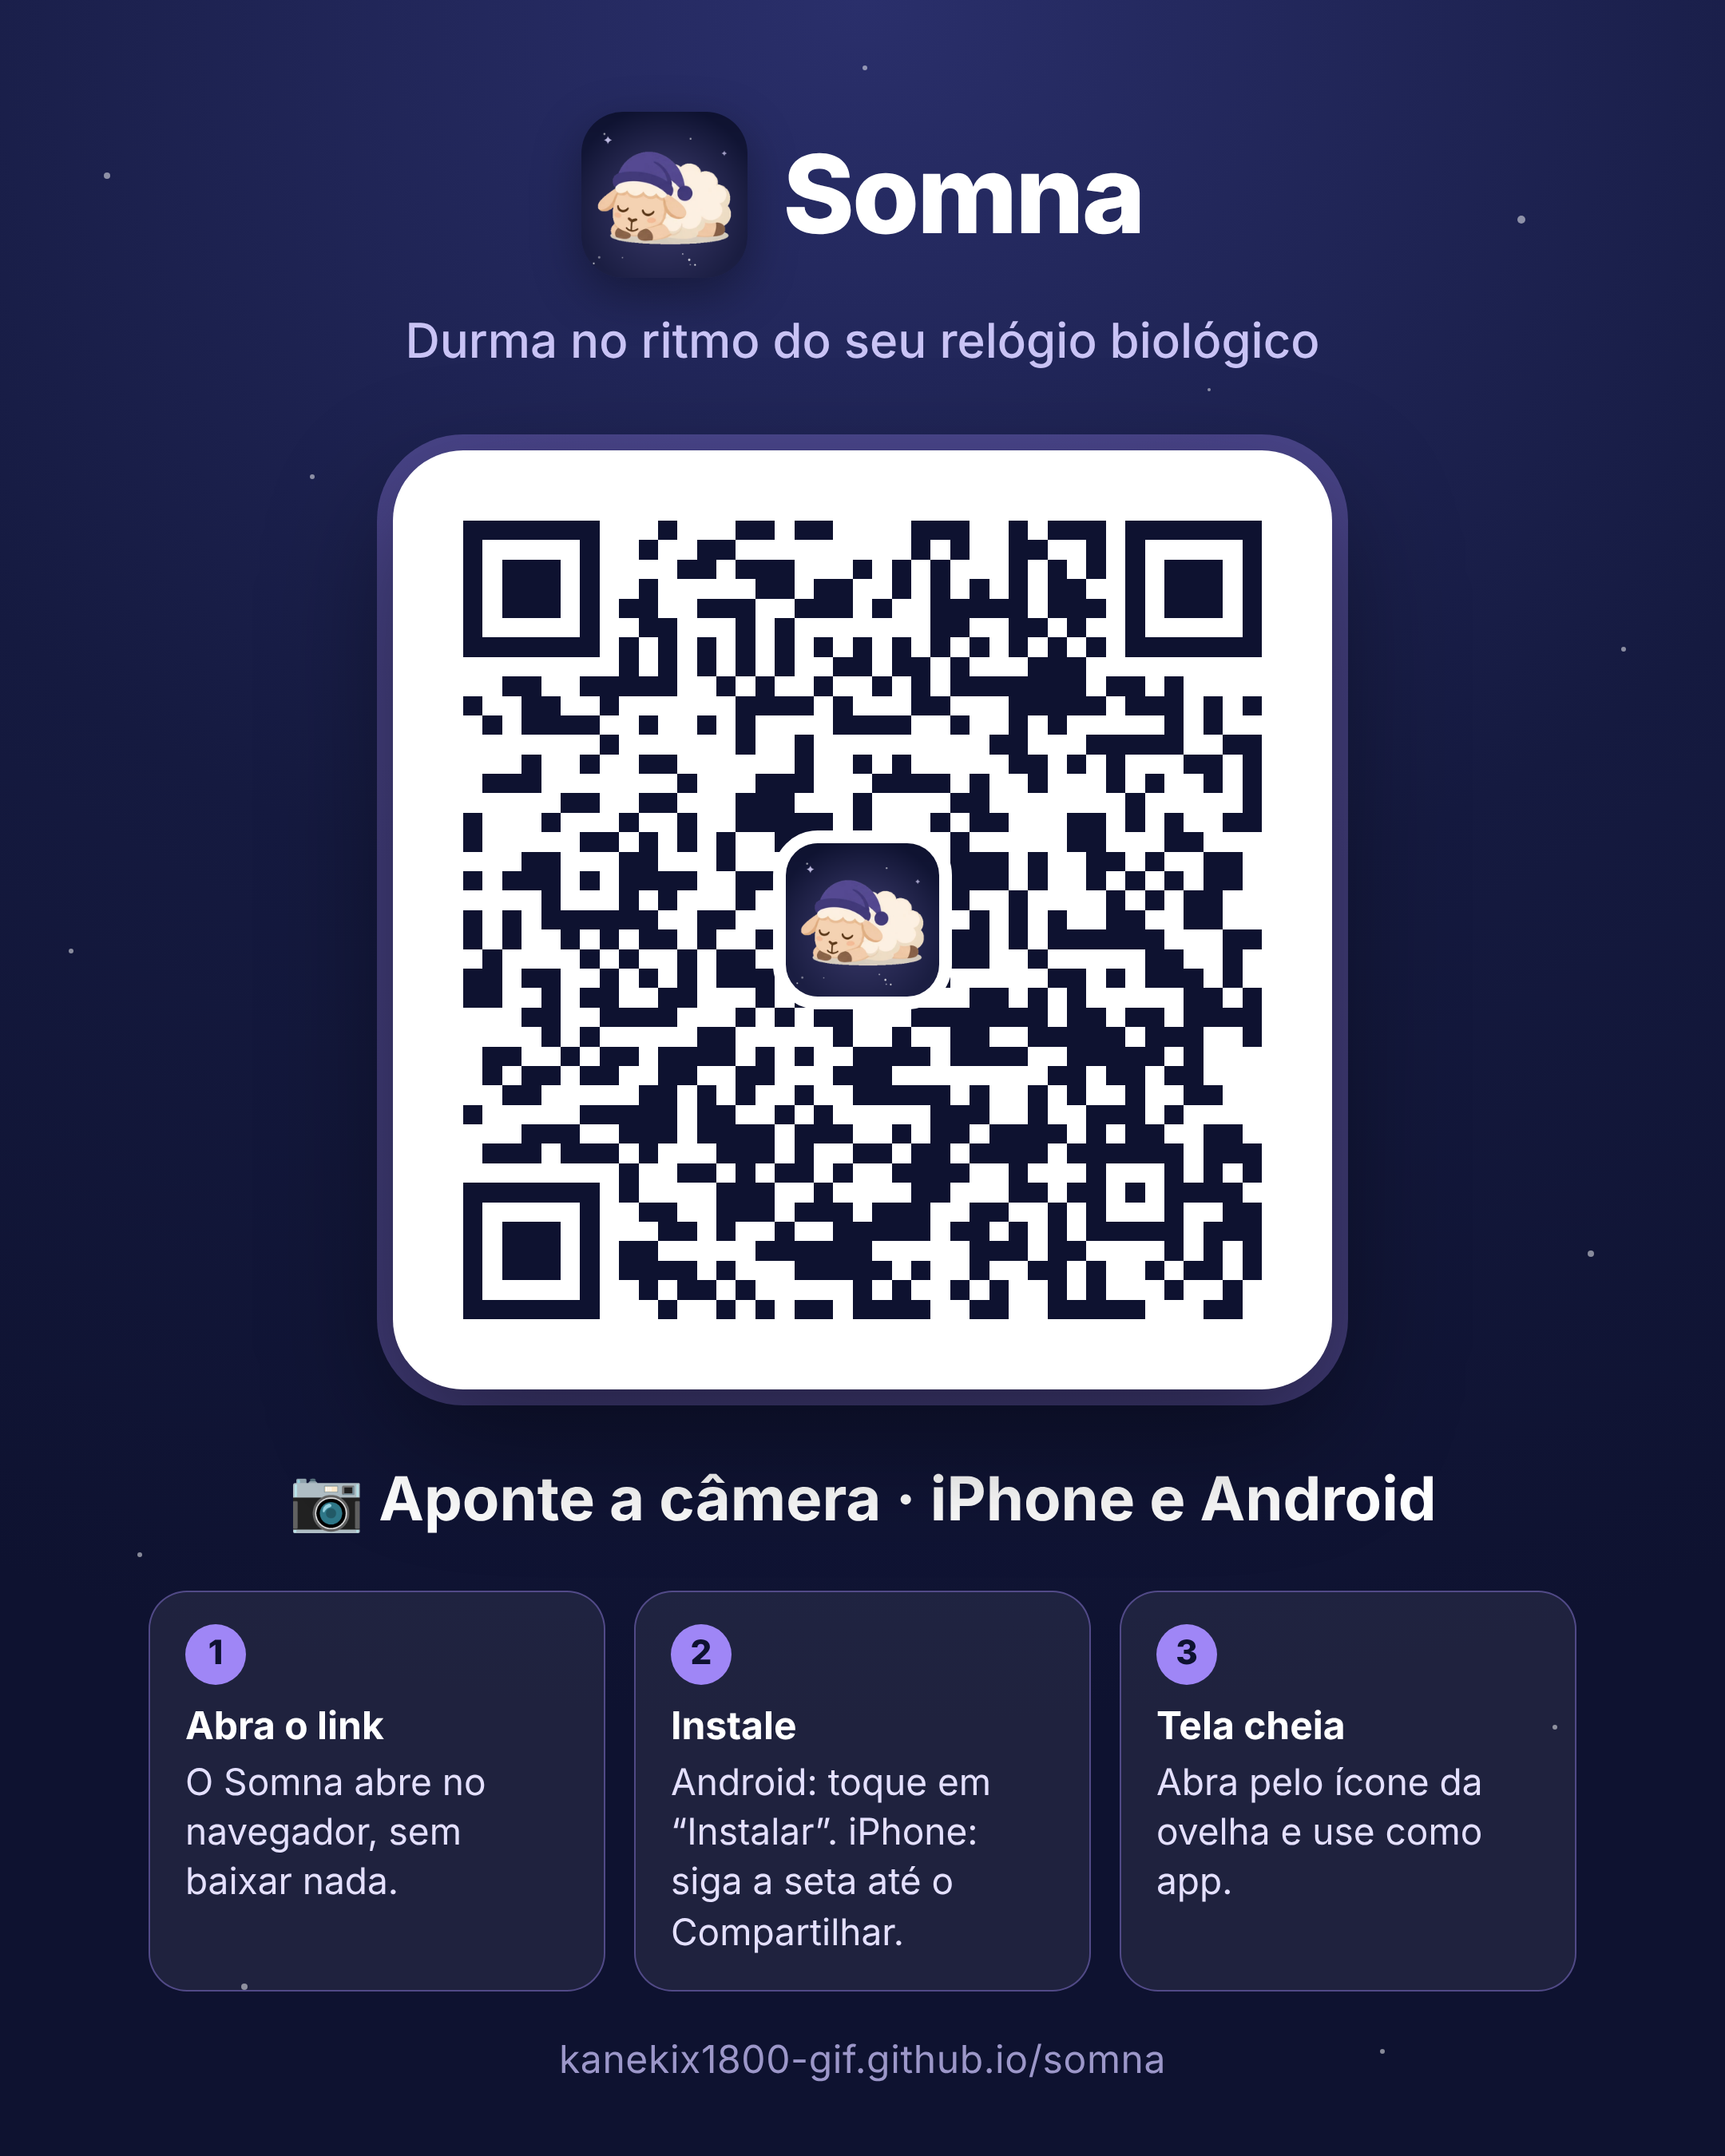 Somna
Durma no ritmo do seu relógio biológico
Aponte a câmera · iPhone e Android
1
Abra o link
O Somna abre no
navegador, sem
baixar nada.
2
Instale
Android: toque em
“Instalar”. iPhone:
siga a seta até o
Compartilhar.
3
Tela cheia
Abra pelo ícone da
ovelha e use como
app.
kanekix1800-gif.github.io/somna